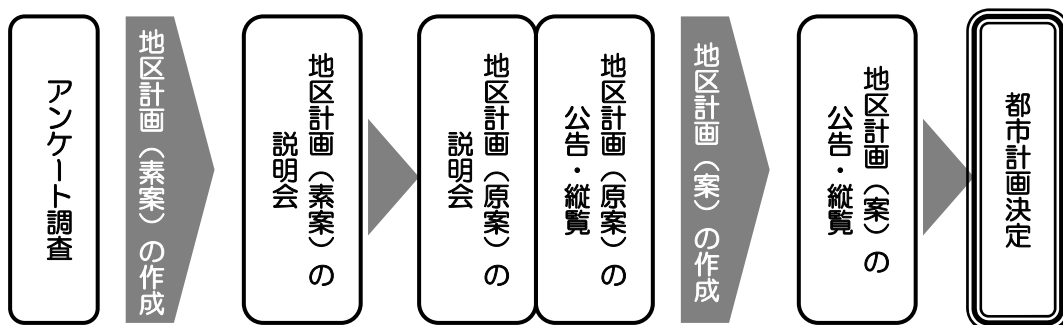 アンケート調査
地区計画（素案）の作成
地区計画（素案）の
説明会
地区計画（原案）の
説明会
地区計画（原案）の
公告・縦覧
地区計画（案）の作成
地区計画（案）の
公告・縦覧
都市計画決定